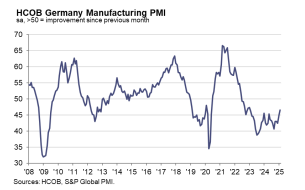 HCOB Germany Manufacturing PMI
sa, >50 = improvement since previous month
70
65
60
55
50
45
40
35
30
'08 '09 '10 '11 '12 '13 '14 '15 '16 '17 '18 '19 '20 '21 '22 '23 '24 '25
Sources: HCOB, S&P Global PMI.